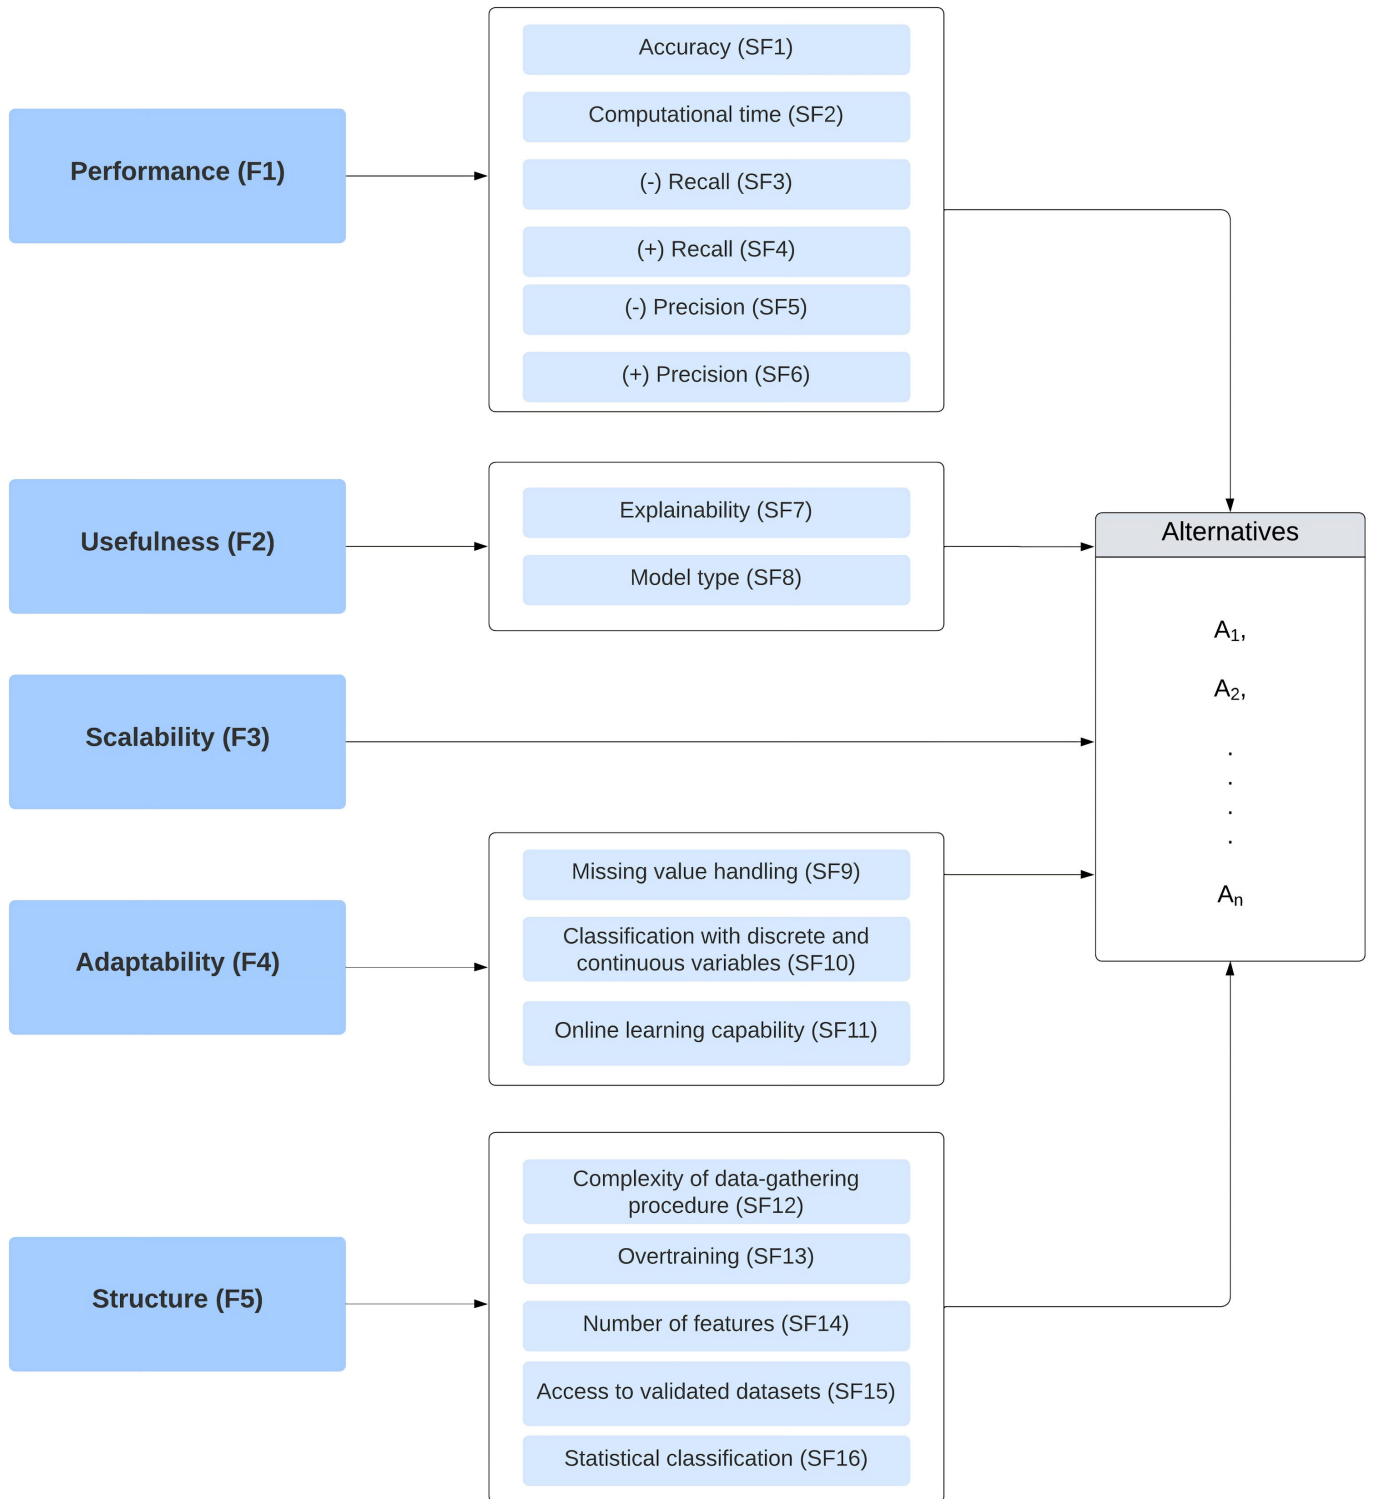 Performance (F1)
Accuracy (SF1)
Computational time (SF2)
(-) Recall (SF3)
(+) Recall (SF4)
(-) Precision (SF5)
(+) Precision (SF6)
Usefulness (F2)
Explainability (SF7)
Model type (SF8)
Scalability (F3)
Adaptability (F4)
Missing value handling (SF9)
Classification with discrete and
continuous variables (SF10)
Online learning capability (SF11)
Structure (F5)
Complexity of data-gathering
procedure (SF12)
Overtraining (SF13)
Number of features (SF14)
Access to validated datasets (SF15)
Statistical classification (SF16)
Alternatives
A₁,
A₂,
.
.
.
.
Aₙ